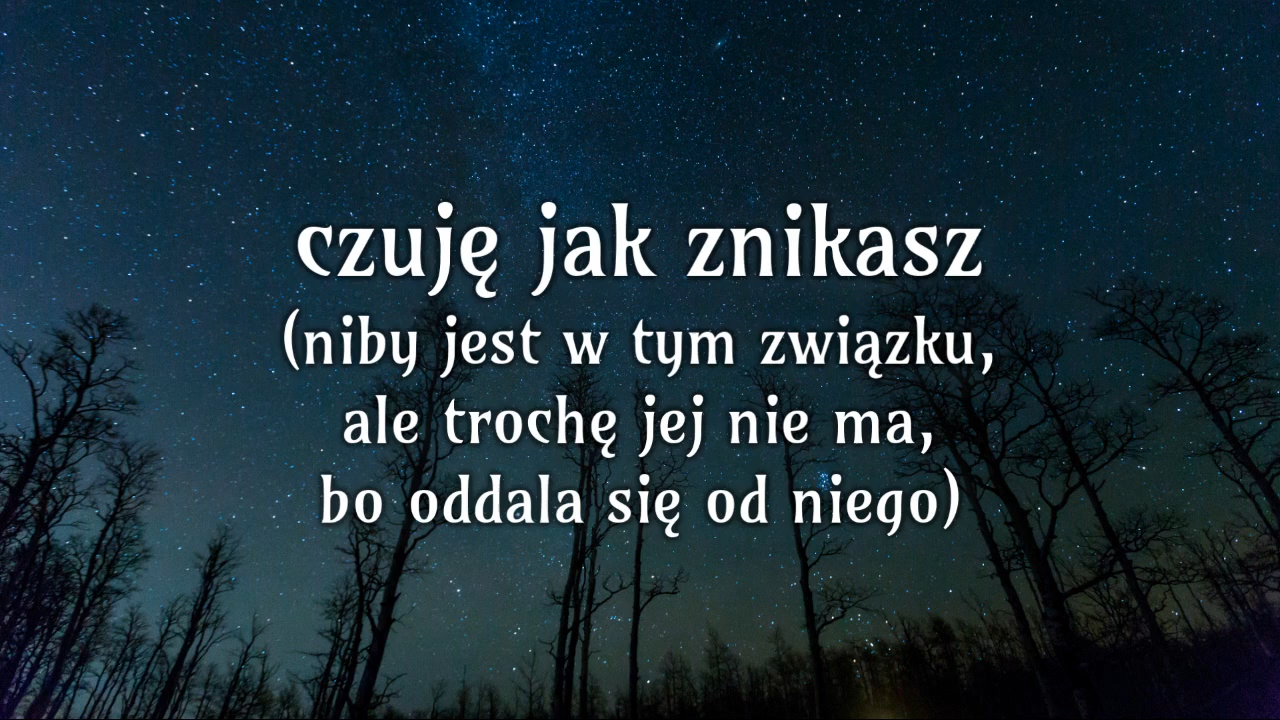 czuję jak znikasz
(niby jest w tym związku,
ale trochę jej nie ma,
bo oddala się od niego)